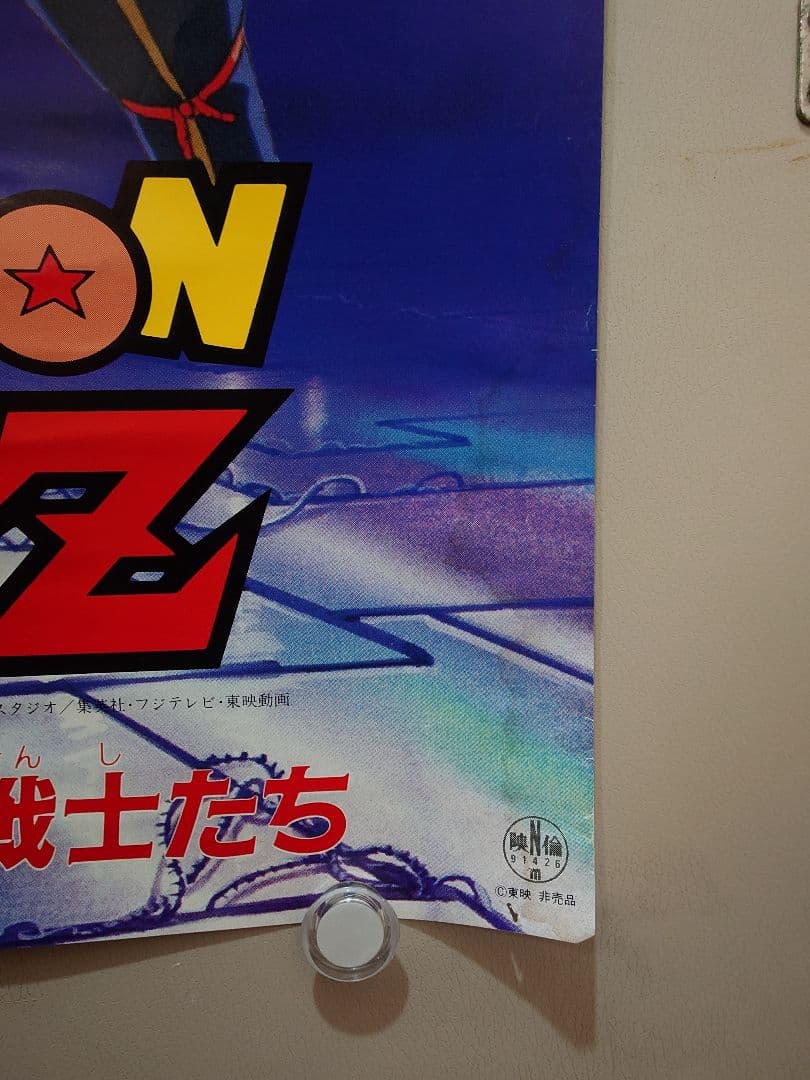 ON
Z
スタジオ／集英社・フジテレビ・東映動画
んし
戦士たち
映N倫
91426
m
©東映 非売品